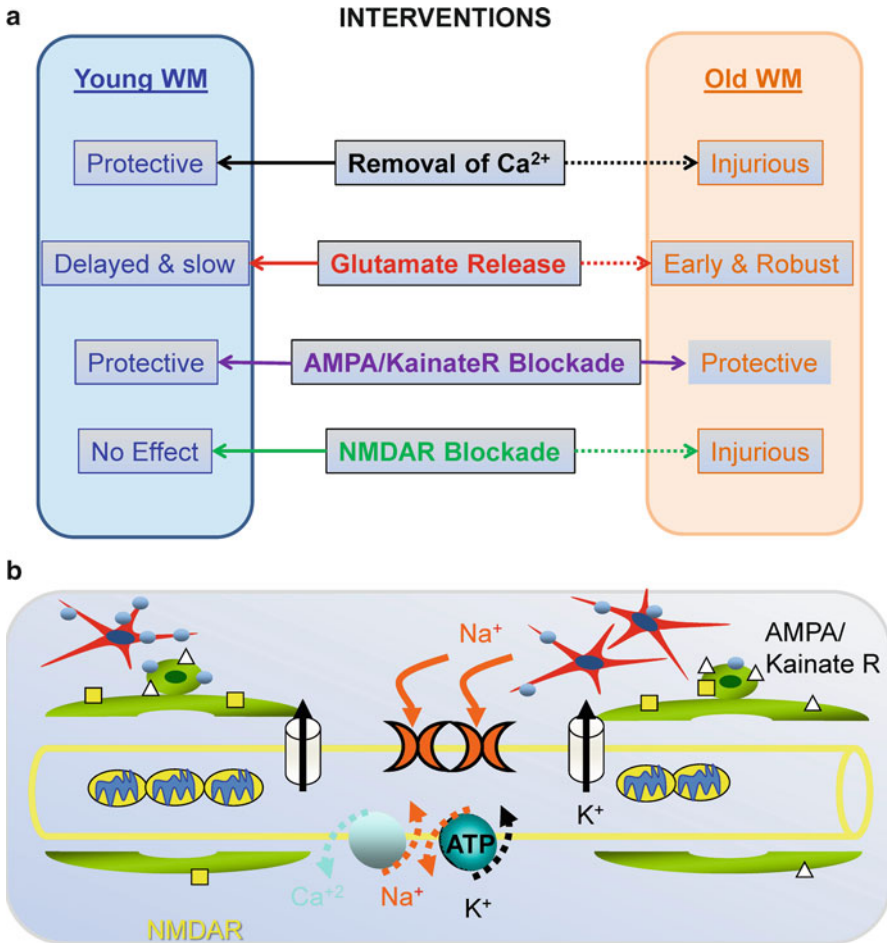 a
INTERVENTIONS
Young WM
Old WM
Protective
Removal of Ca²⁺
Injurious
Delayed & slow
Glutamate Release
Early & Robust
Protective
AMPA/KainateR Blockade
Protective
No Effect
NMDAR Blockade
Injurious
b
Na⁺
AMPA/
Kainate R
K⁺
ATP
Ca⁺²
Na⁺
K⁺
NMDAR